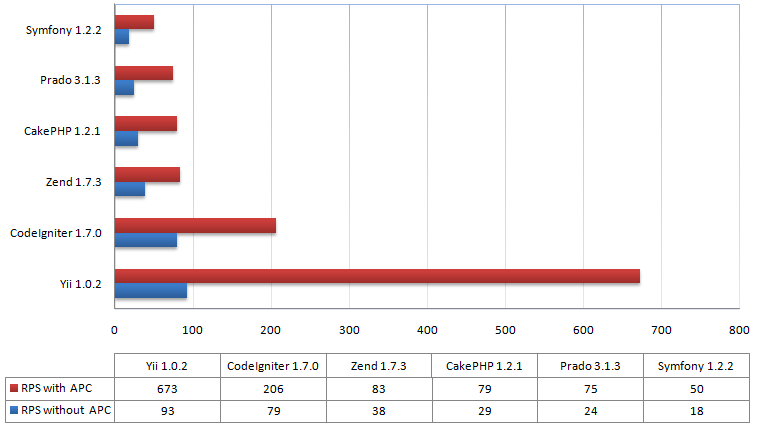 Symfony 1.2.2
Prado 3.1.3
CakePHP 1.2.1
Zend 1.7.3
CodeIgniter 1.7.0
Yii 1.0.2
0 100 200 300 400 500 600 700 800
Yii 1.0.2 CodeIgniter 1.7.0 Zend 1.7.3 CakePHP 1.2.1 Prado 3.1.3 Symfony 1.2.2
RPS with APC 673 206 83 79 75 50
RPS without APC 93 79 38 29 24 18